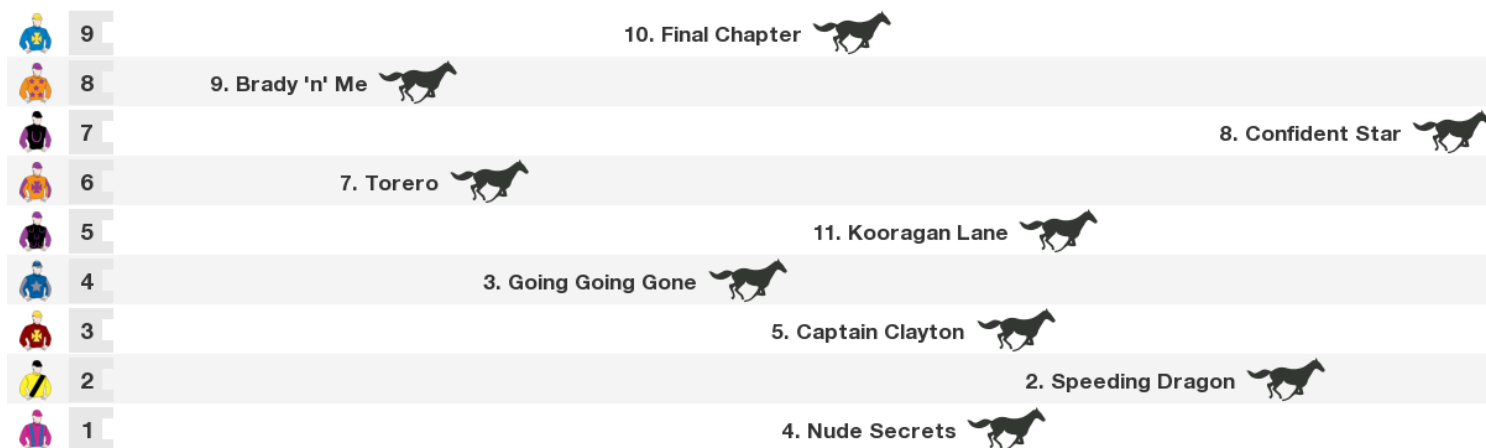 9 10. Final Chapter
8 9. Brady 'n' Me
7 8. Confident Star
6 7. Torero
5 11. Kooragan Lane
4 3. Going Going Gone
3 5. Captain Clayton
2 2. Speeding Dragon
1 4. Nude Secrets